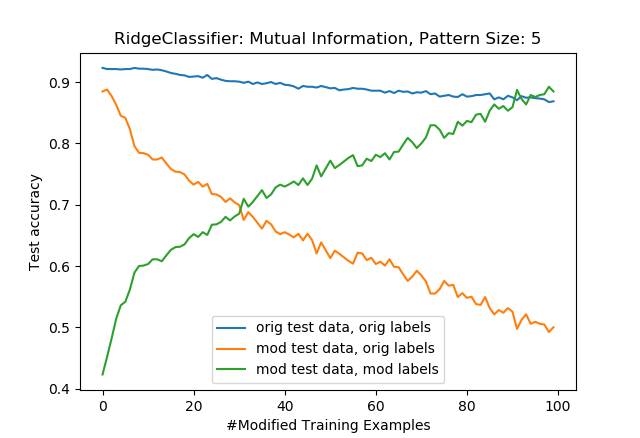 RidgeClassifier: Mutual Information, Pattern Size: 5
Test accuracy
0.9
0.8
0.7
0.6
0.5
0.4
orig test data, orig labels
mod test data, orig labels
mod test data, mod labels
0 20 40 60 80 100
#Modified Training Examples